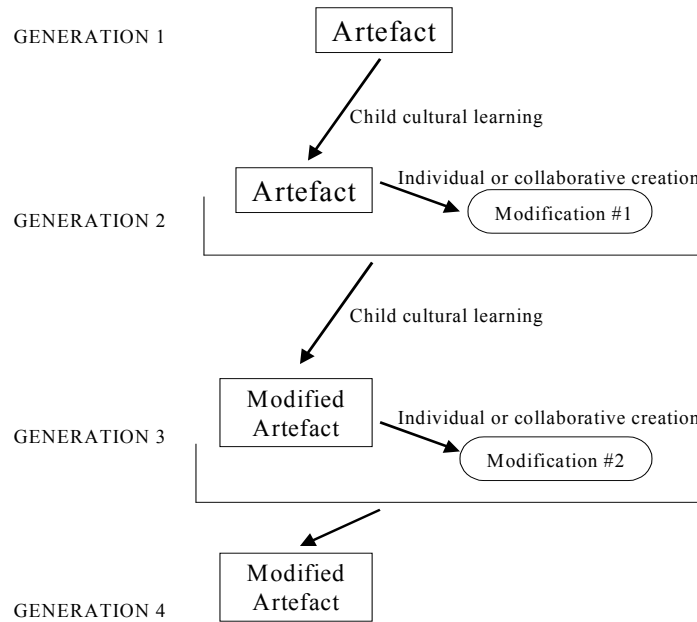 GENERATION 1
Artefact
Child cultural learning
Artefact
Individual or collaborative creation
Modification #1
GENERATION 2
Child cultural learning
Modified
Artefact
Individual or collaborative creation
GENERATION 3
Modification #2
Modified
Artefact
GENERATION 4